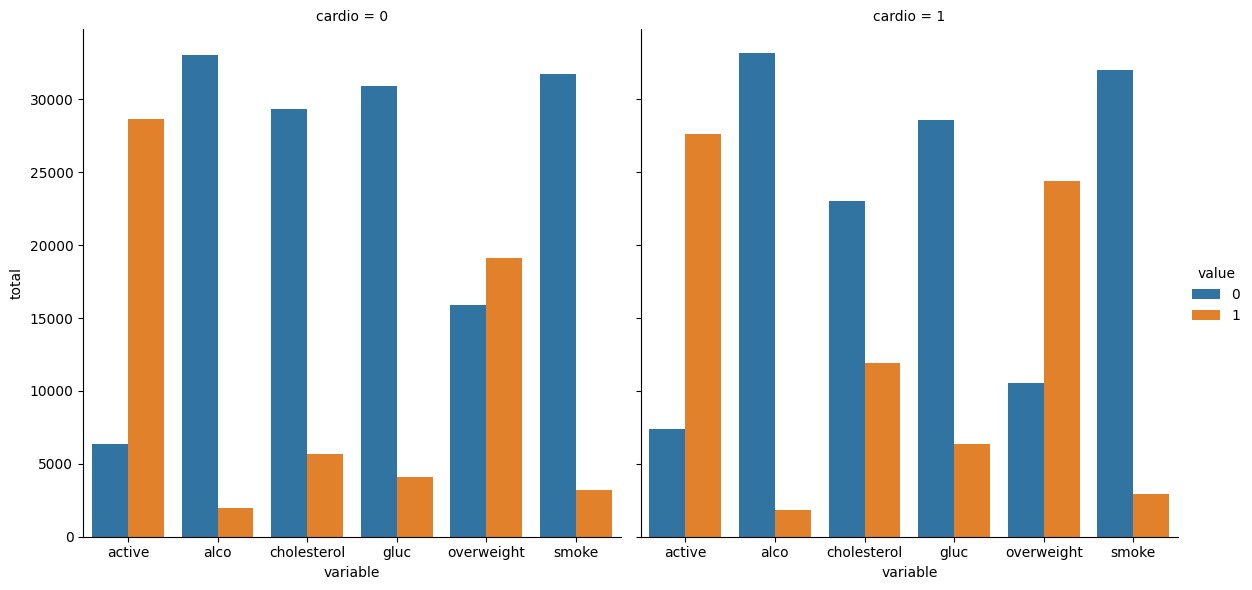 cardio = 0
cardio = 1
30000
25000
20000
15000
10000
5000
0
total
active alco cholesterol gluc overweight smoke
variable
active alco cholesterol gluc overweight smoke
variable
value
0
1